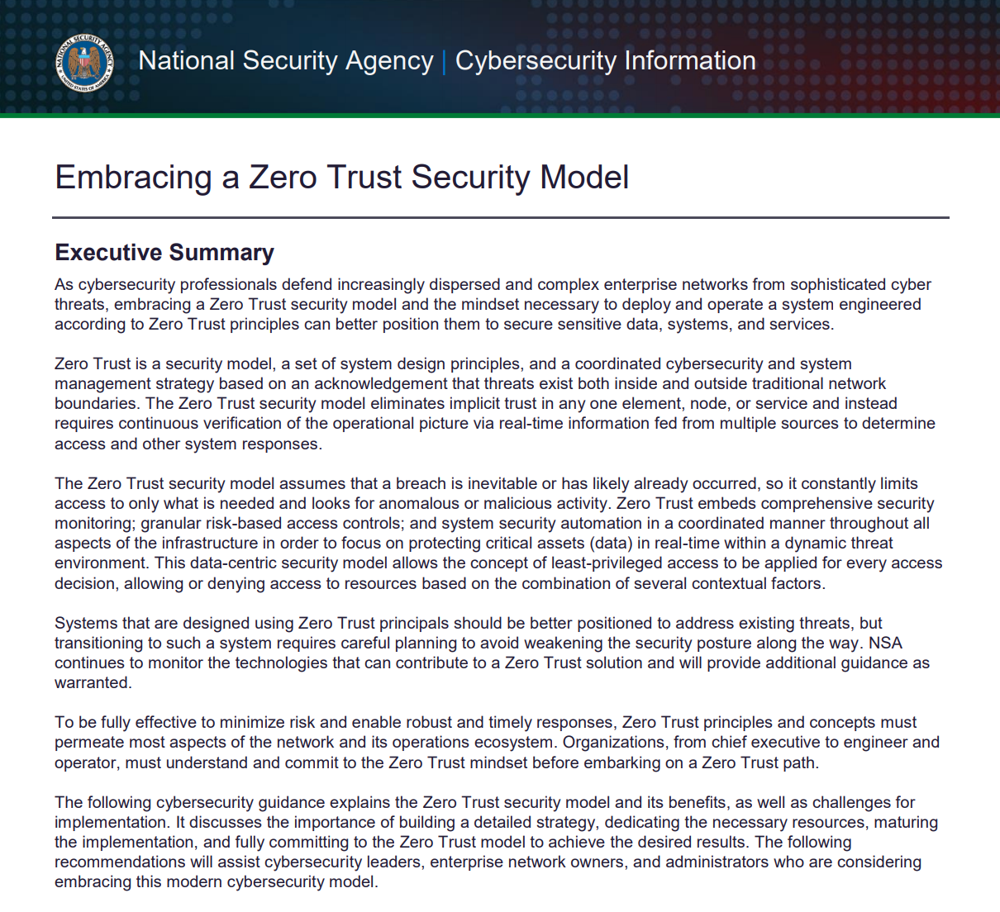 NATIONAL SECURITY AGENCY
UNITED STATES OF AMERICA
National Security Agency | Cybersecurity Information
Embracing a Zero Trust Security Model
Executive Summary
As cybersecurity professionals defend increasingly dispersed and complex enterprise networks from sophisticated cyber
threats, embracing a Zero Trust security model and the mindset necessary to deploy and operate a system engineered
according to Zero Trust principles can better position them to secure sensitive data, systems, and services.
Zero Trust is a security model, a set of system design principles, and a coordinated cybersecurity and system
management strategy based on an acknowledgement that threats exist both inside and outside traditional network
boundaries. The Zero Trust security model eliminates implicit trust in any one element, node, or service and instead
requires continuous verification of the operational picture via real-time information fed from multiple sources to determine
access and other system responses.
The Zero Trust security model assumes that a breach is inevitable or has likely already occurred, so it constantly limits
access to only what is needed and looks for anomalous or malicious activity. Zero Trust embeds comprehensive security
monitoring; granular risk-based access controls; and system security automation in a coordinated manner throughout all
aspects of the infrastructure in order to focus on protecting critical assets (data) in real-time within a dynamic threat
environment. This data-centric security model allows the concept of least-privileged access to be applied for every access
decision, allowing or denying access to resources based on the combination of several contextual factors.
Systems that are designed using Zero Trust principals should be better positioned to address existing threats, but
transitioning to such a system requires careful planning to avoid weakening the security posture along the way. NSA
continues to monitor the technologies that can contribute to a Zero Trust solution and will provide additional guidance as
warranted.
To be fully effective to minimize risk and enable robust and timely responses, Zero Trust principles and concepts must
permeate most aspects of the network and its operations ecosystem. Organizations, from chief executive to engineer and
operator, must understand and commit to the Zero Trust mindset before embarking on a Zero Trust path.
The following cybersecurity guidance explains the Zero Trust security model and its benefits, as well as challenges for
implementation. It discusses the importance of building a detailed strategy, dedicating the necessary resources, maturing
the implementation, and fully committing to the Zero Trust model to achieve the desired results. The following
recommendations will assist cybersecurity leaders, enterprise network owners, and administrators who are considering
embracing this modern cybersecurity model.